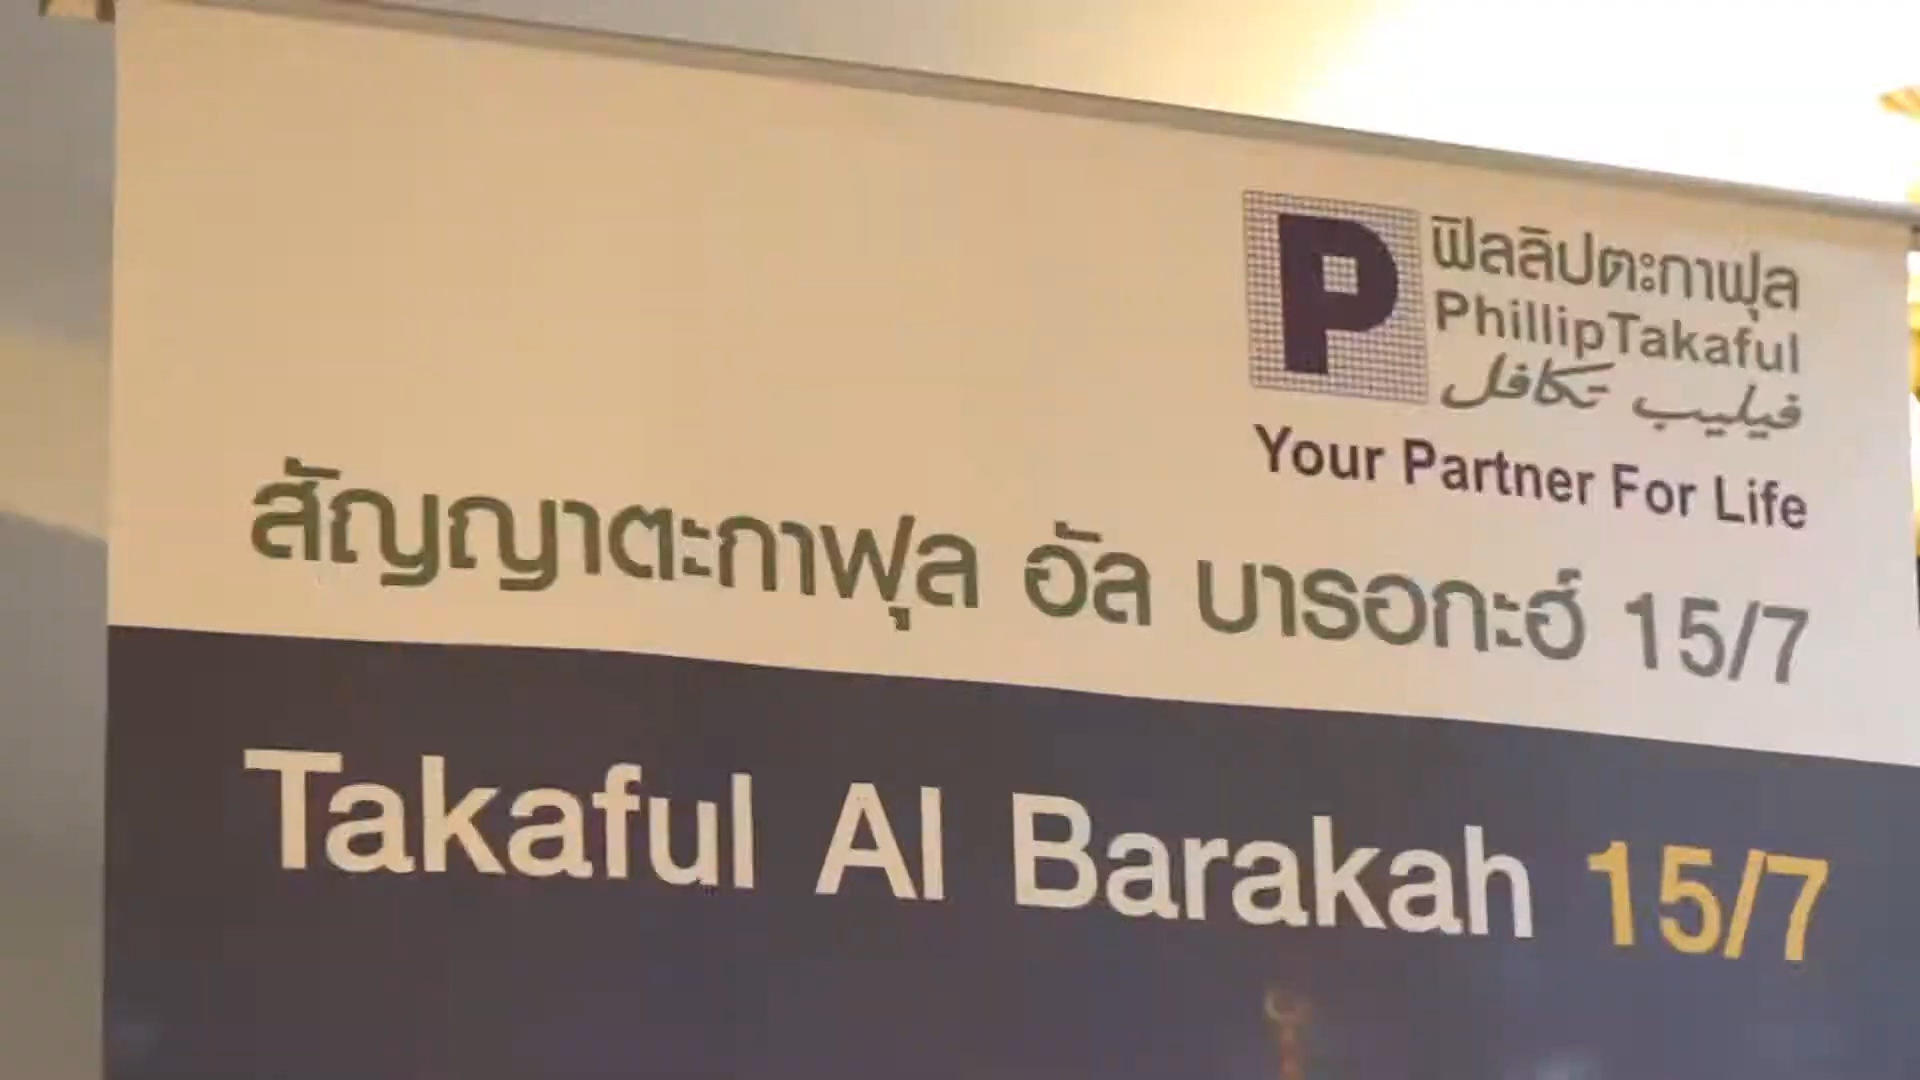 ฟิลลิปตะกาฟุล
PhillipTakaful
فيليب تكافل
Your Partner For Life
สัญญาตะกาฟุล อัล บารอกะฮ์ 15/7
Takaful Al Barakah 15/7